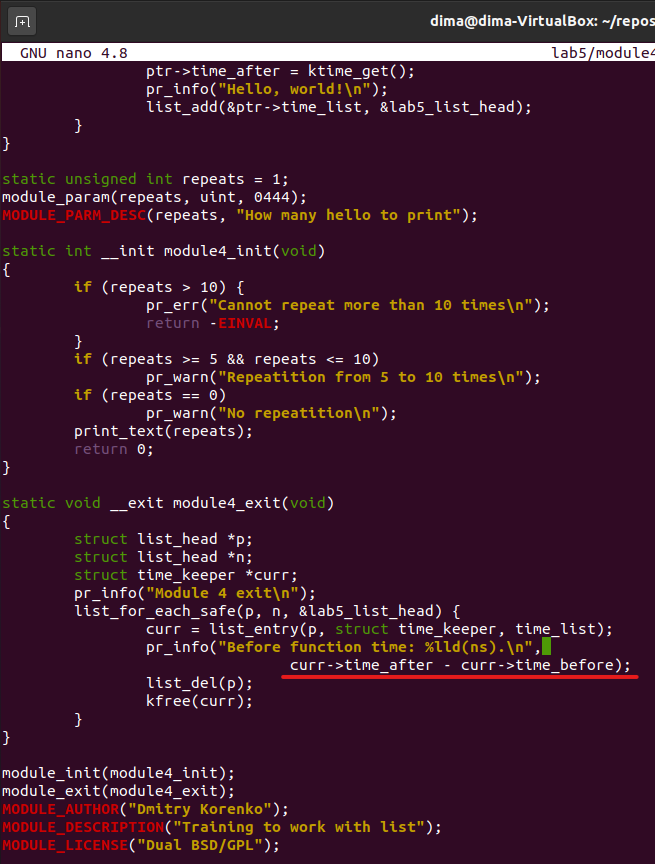 dima@dima-VirtualBox: ~/repos
GNU nano 4.8 lab5/module4
ptr->time_after = ktime_get();
pr_info("Hello, world!\n");
list_add(&ptr->time_list, &lab5_list_head);
}
}
static unsigned int repeats = 1;
module_param(repeats, uint, 0444);
MODULE_PARM_DESC(repeats, "How many hello to print");
static int __init module4_init(void)
{
if (repeats > 10) {
pr_err("Cannot repeat more than 10 times\n");
return -EINVAL;
}
if (repeats >= 5 && repeats <= 10)
pr_warn("Repeatition from 5 to 10 times\n");
if (repeats == 0)
pr_warn("No repeatition\n");
print_text(repeats);
return 0;
}
static void __exit module4_exit(void)
{
struct list_head *p;
struct list_head *n;
struct time_keeper *curr;
pr_info("Module 4 exit\n");
list_for_each_safe(p, n, &lab5_list_head) {
curr = list_entry(p, struct time_keeper, time_list);
pr_info("Before function time: %lld(ns).\n",
curr->time_after - curr->time_before);
list_del(p);
kfree(curr);
}
}
module_init(module4_init);
module_exit(module4_exit);
MODULE_AUTHOR("Dmitry Korenko");
MODULE_DESCRIPTION("Training to work with list");
MODULE_LICENSE("Dual BSD/GPL");